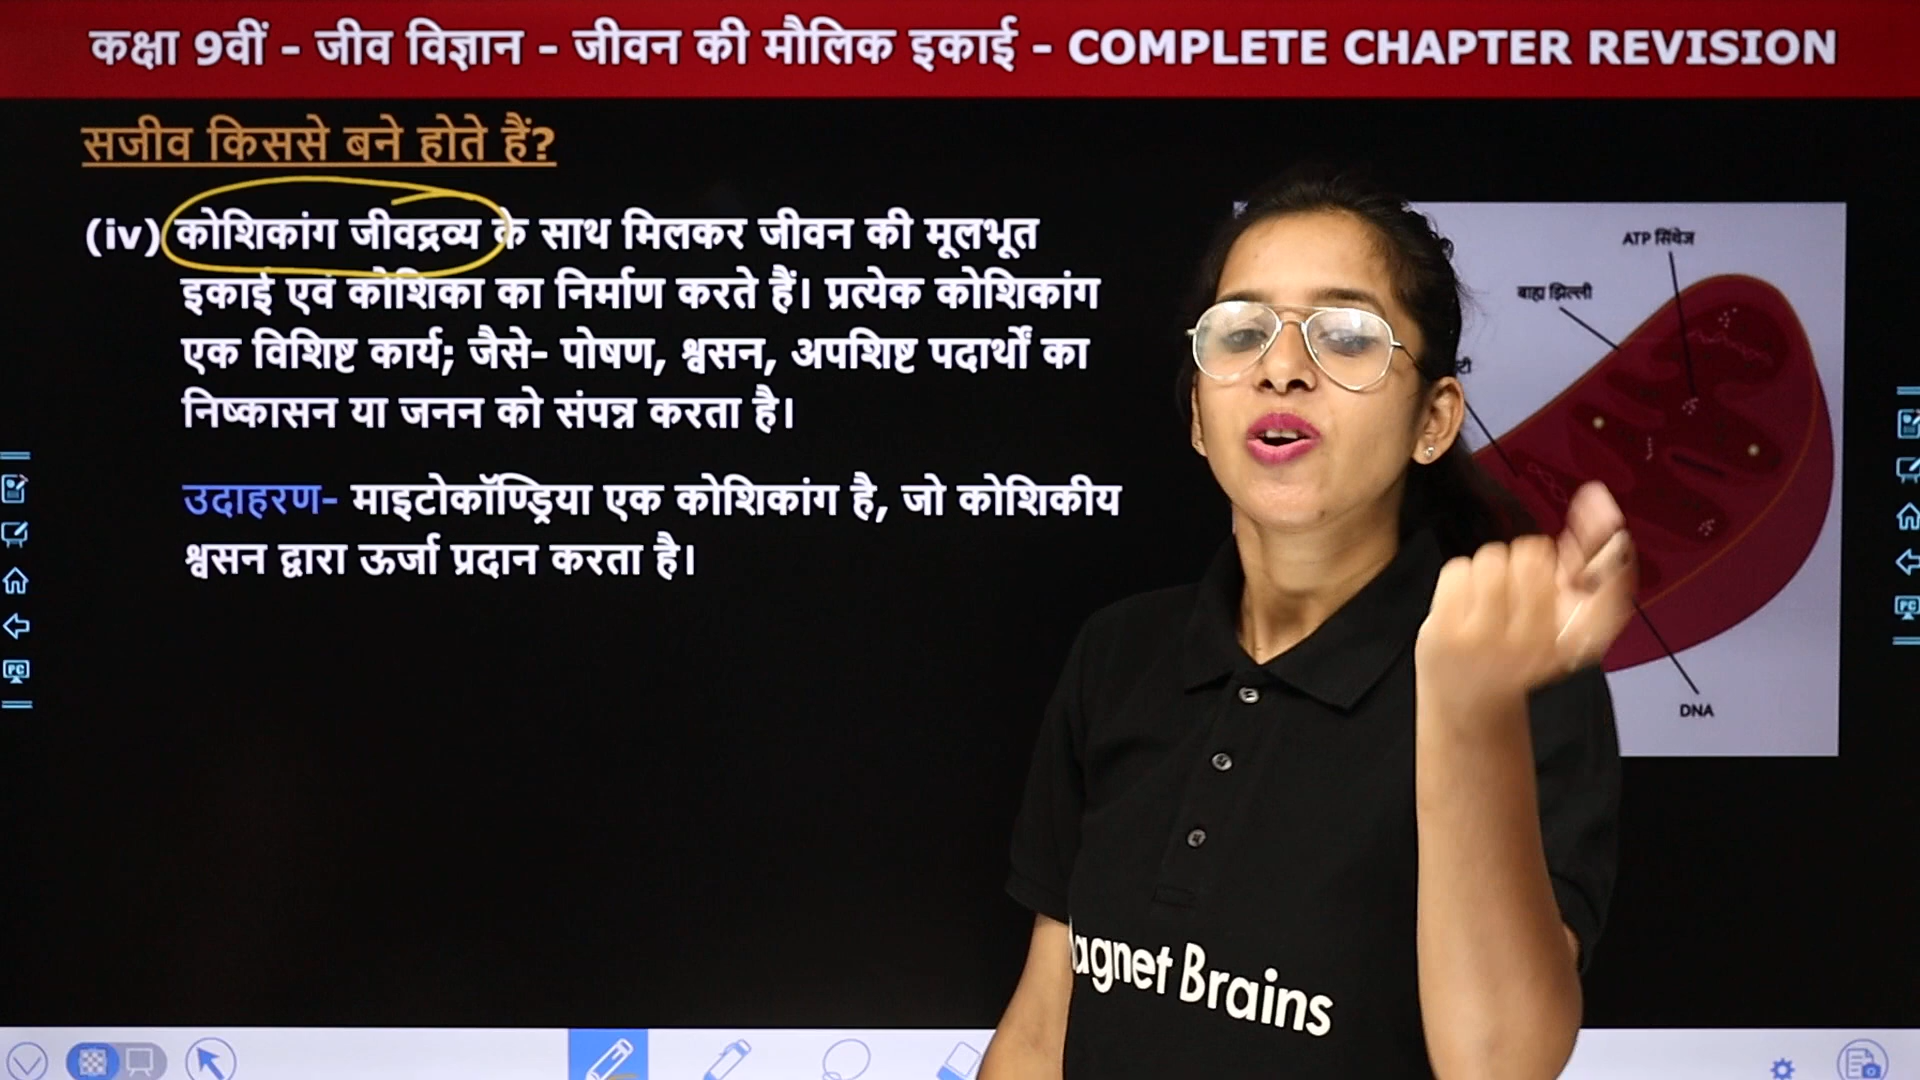 कक्षा 9वीं - जीव विज्ञान - जीवन की मौलिक इकाई - COMPLETE CHAPTER REVISION
सजीव किससे बने होते हैं?
(iv) कोशिकांग जीवद्रव्य के साथ मिलकर जीवन की मूलभूत
इकाई एवं कोशिका का निर्माण करते हैं। प्रत्येक कोशिकांग
एक विशिष्ट कार्य; जैसे- पोषण, श्वसन, अपशिष्ट पदार्थों का
निष्कासन या जनन को संपन्न करता है।
उदाहरण- माइटोकॉण्ड्रिया एक कोशिकांग है, जो कोशिकीय
श्वसन द्वारा ऊर्जा प्रदान करता है।
ATP सिंथेज
बाह्य झिल्ली
DNA
agnet Brains
PC
PC